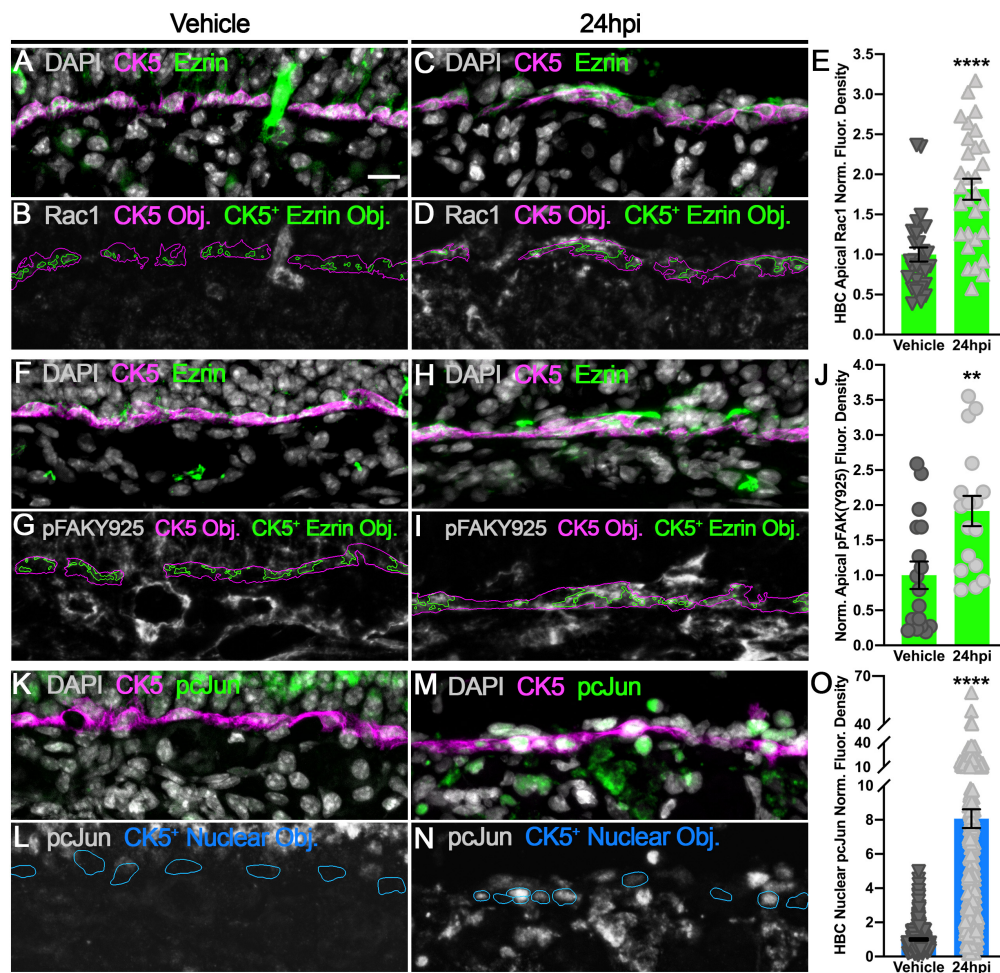 Vehicle
24hpi
A DAPI CK5 Ezrin
C DAPI CK5 Ezrin
B Rac1 CK5 Obj. CK5⁺ Ezrin Obj.
D Rac1 CK5 Obj. CK5⁺ Ezrin Obj.
E
HBC Apical Rac1 Norm. Fluor. Density
3.5
3.0
2.5
2.0
1.5
1.0
0.5
0.0
****
Vehicle 24hpi
F DAPI CK5 Ezrin
H DAPI CK5 Ezrin
G pFAKY925 CK5 Obj. CK5⁺ Ezrin Obj.
I pFAKY925 CK5 Obj. CK5⁺ Ezrin Obj.
J
Norm. Apical pFAK(Y925) Fluor. Density
4.0
3.5
3.0
2.5
2.0
1.5
1.0
0.5
0.0
**
Vehicle 24hpi
K DAPI CK5 pcJun
M DAPI CK5 pcJun
L pcJun CK5⁺ Nuclear Obj.
N pcJun CK5⁺ Nuclear Obj.
O
HBC Nuclear pcJun Norm. Fluor. Density
70
40
40
10
10
8
6
4
2
0
****
Vehicle 24hpi